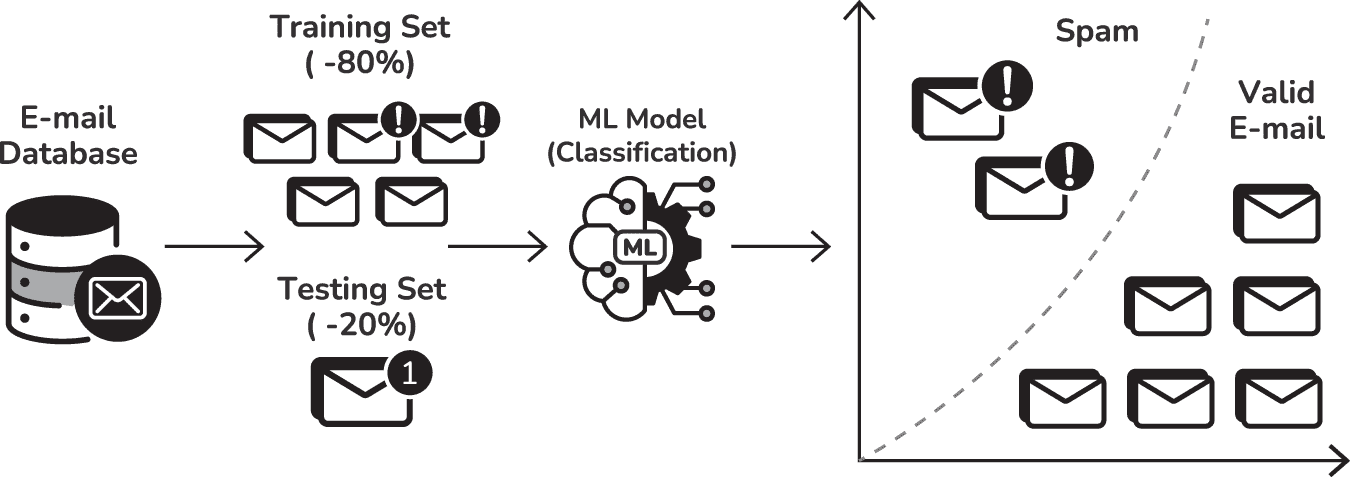 E-mail
Database
Training Set
( -80%)
!
!
Testing Set
( -20%)
1
ML Model
(Classification)
ML
Spam
!
!
Valid
E-mail